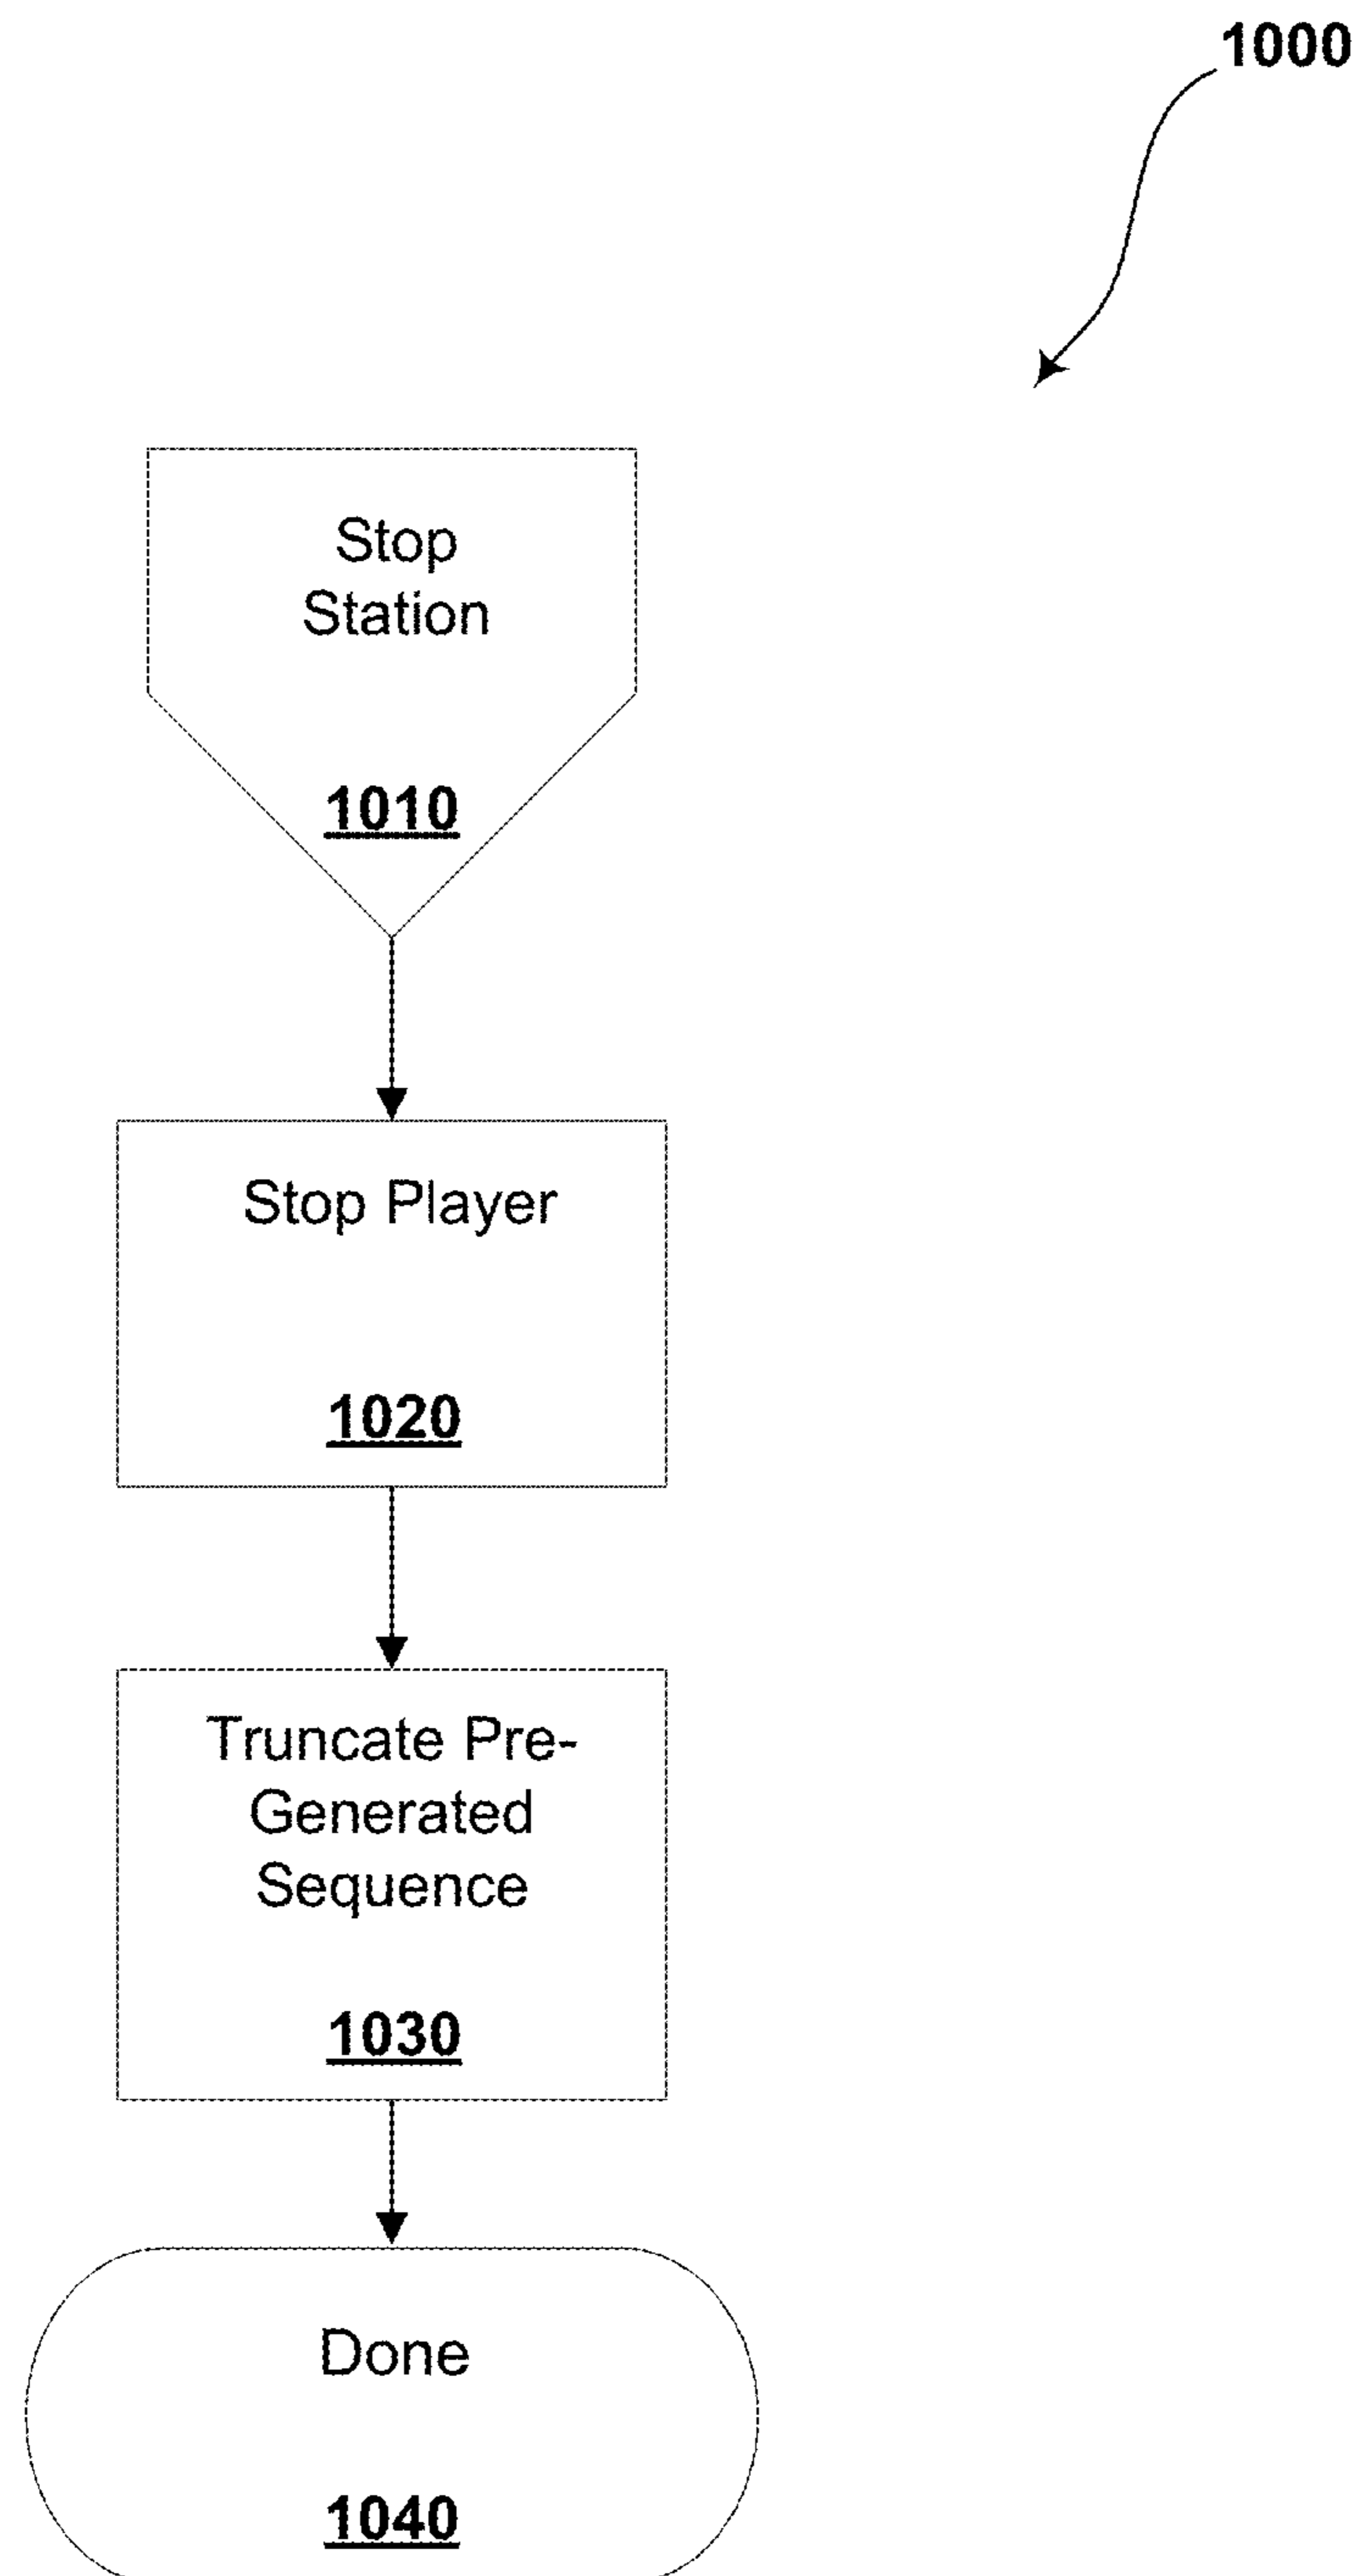 1000
Stop
Station
1010
Stop Player
1020
Truncate Pre-
Generated
Sequence
1030
Done
1040